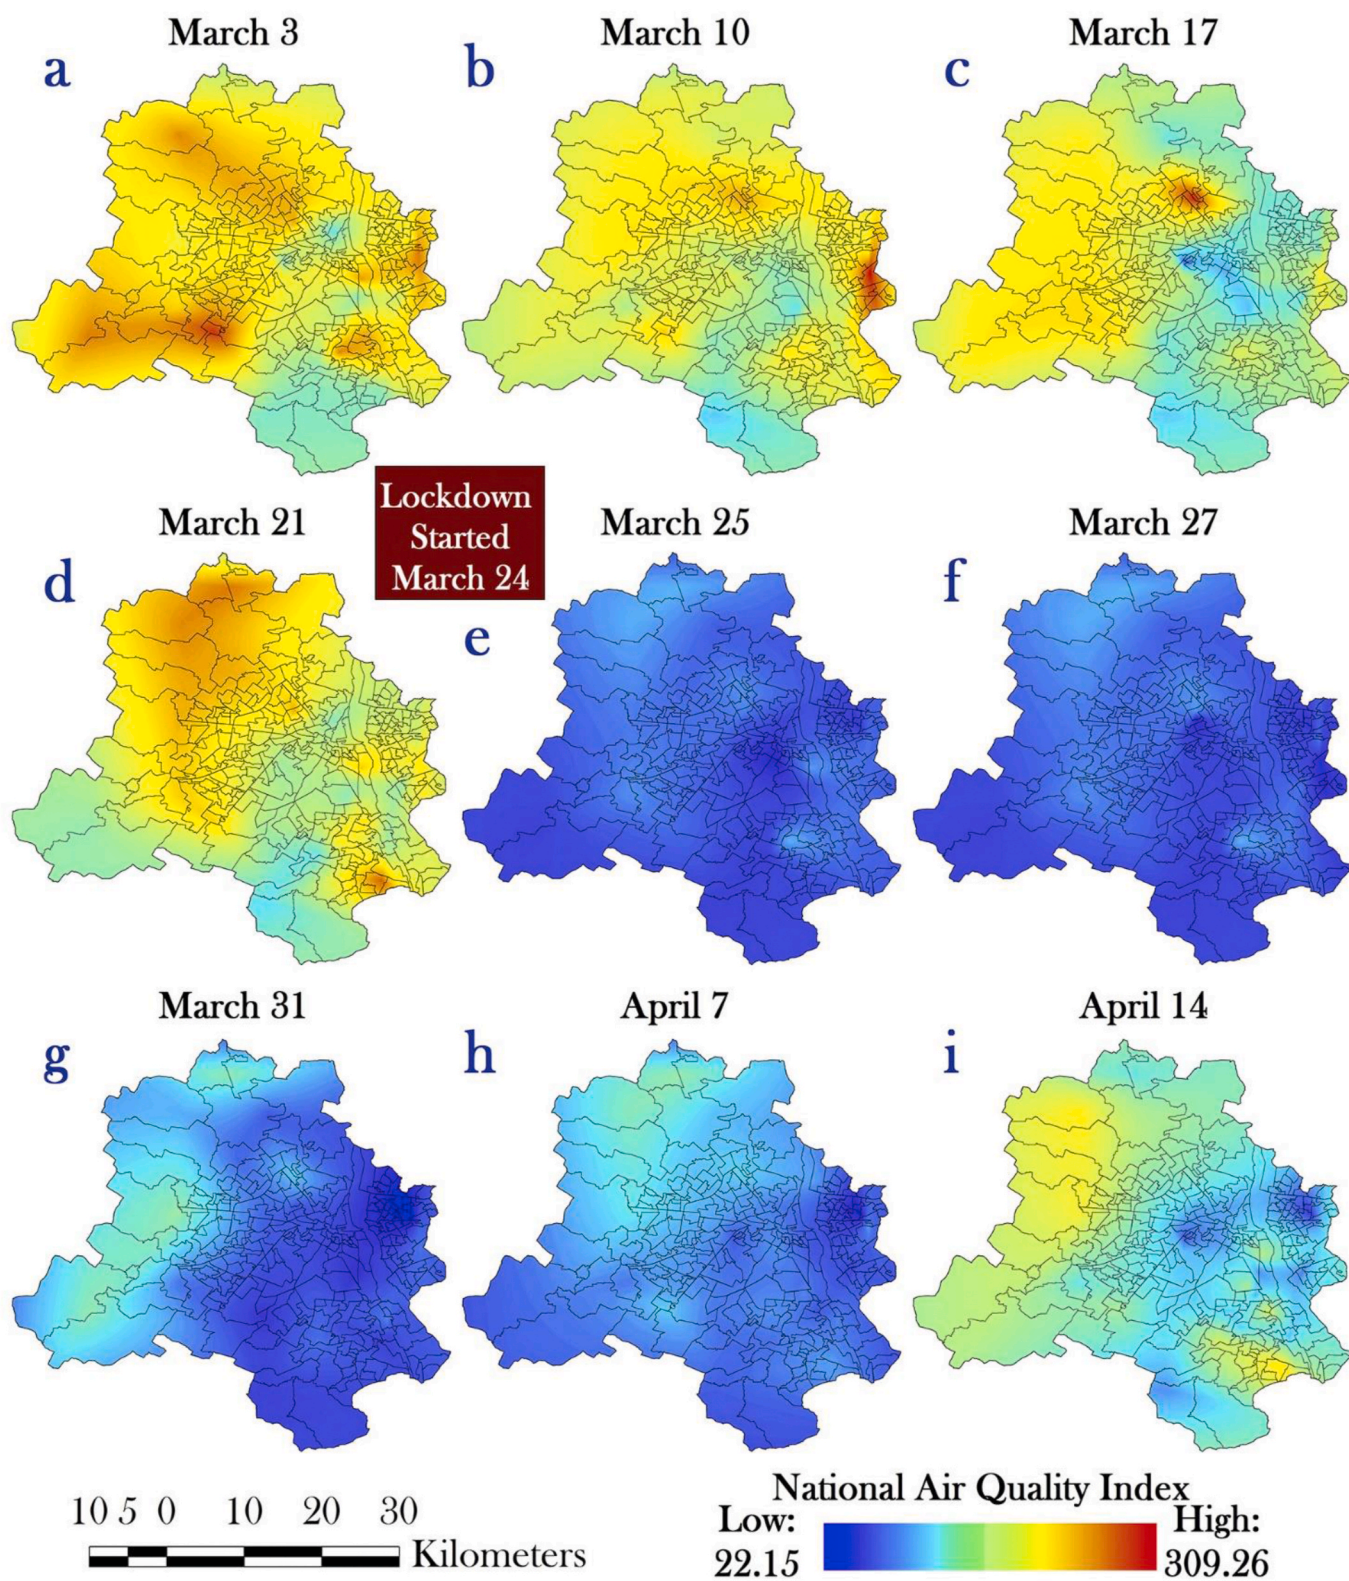 March 3
March 10
March 17
a
b
c
March 21
Lockdown
Started
March 24
March 25
March 27
d
e
f
March 31
April 7
April 14
g
h
i
10 5 0 10 20 30
Kilometers
National Air Quality Index
Low:
22.15
High:
309.26